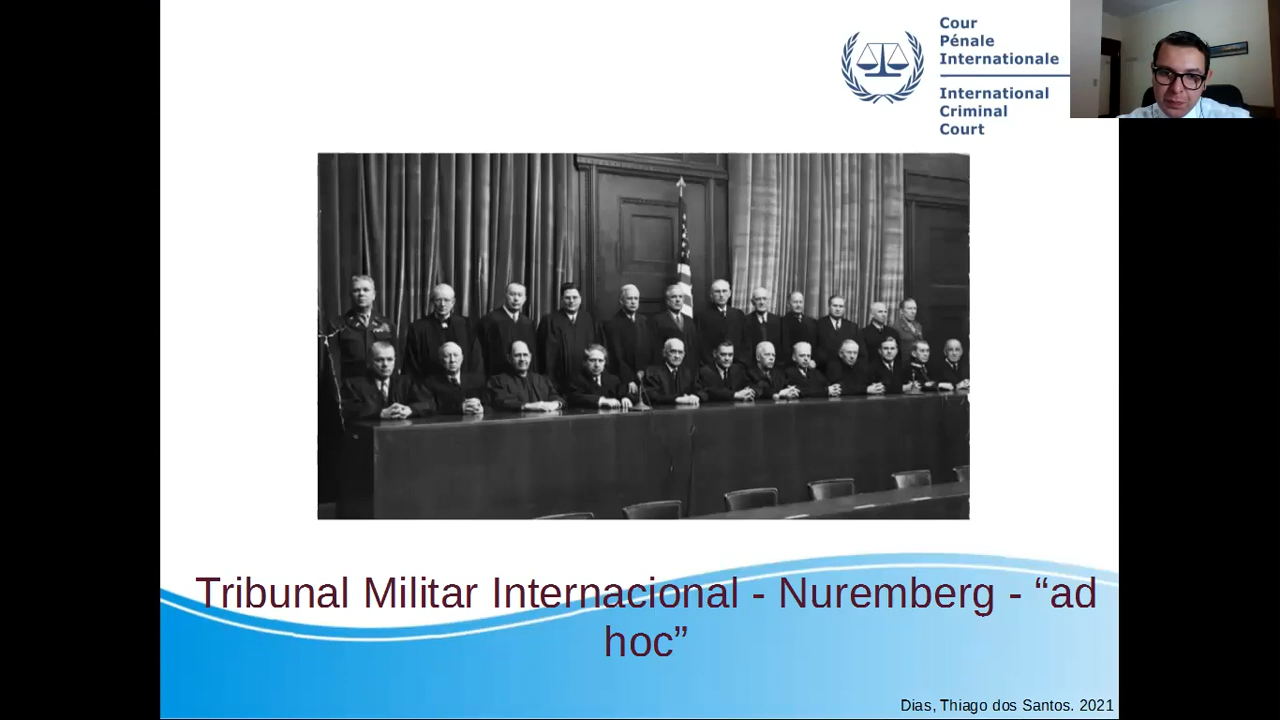 Cour
Pénale
Internationale
International
Criminal
Court
Tribunal Militar Internacional - Nuremberg - “ad
hoc”
Dias, Thiago dos Santos. 2021